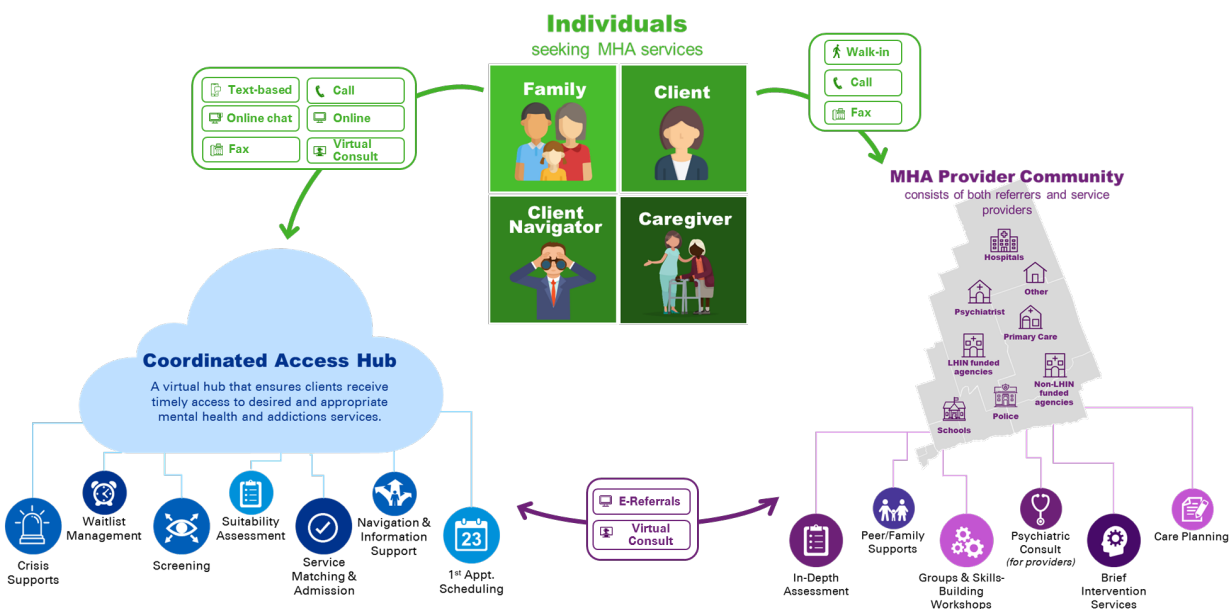 Individuals
seeking MHA services
Text-based
Call
Online chat
Online
Fax
Virtual
Consult
Family
Client
Client
Navigator
Caregiver
Walk-in
Call
Fax
MHA Provider Community
consists of both referrers and service
providers
Hospitals
Other
Psychiatrist
Primary Care
LHIN funded
agencies
Non-LHIN
funded
agencies
Police
Schools
Coordinated Access Hub
A virtual hub that ensures clients receive
timely access to desired and appropriate
mental health and addictions services.
Crisis
Supports
Waitlist
Management
Screening
Suitability
Assessment
Service
Matching &
Admission
Navigation &
Information
Support
23
1st Appt.
Scheduling
E-Referrals
Virtual
Consult
In-Depth
Assessment
Peer/Family
Supports
Groups & Skills-
Building
Workshops
Psychiatric
Consult
(for providers)
Brief
Intervention
Services
Care Planning